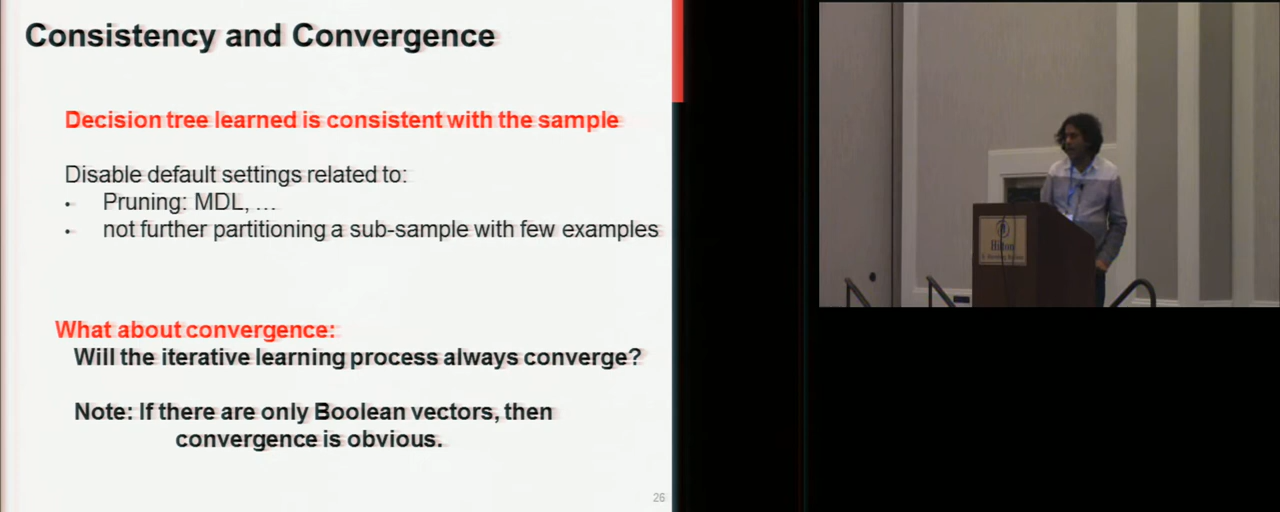 Consistency and Convergence
Decision tree learned is consistent with the sample
Disable default settings related to:
• Pruning: MDL, …
• not further partitioning a sub-sample with few examples
What about convergence:
Will the iterative learning process always converge?
Note: If there are only Boolean vectors, then
convergence is obvious.
26
Hilton